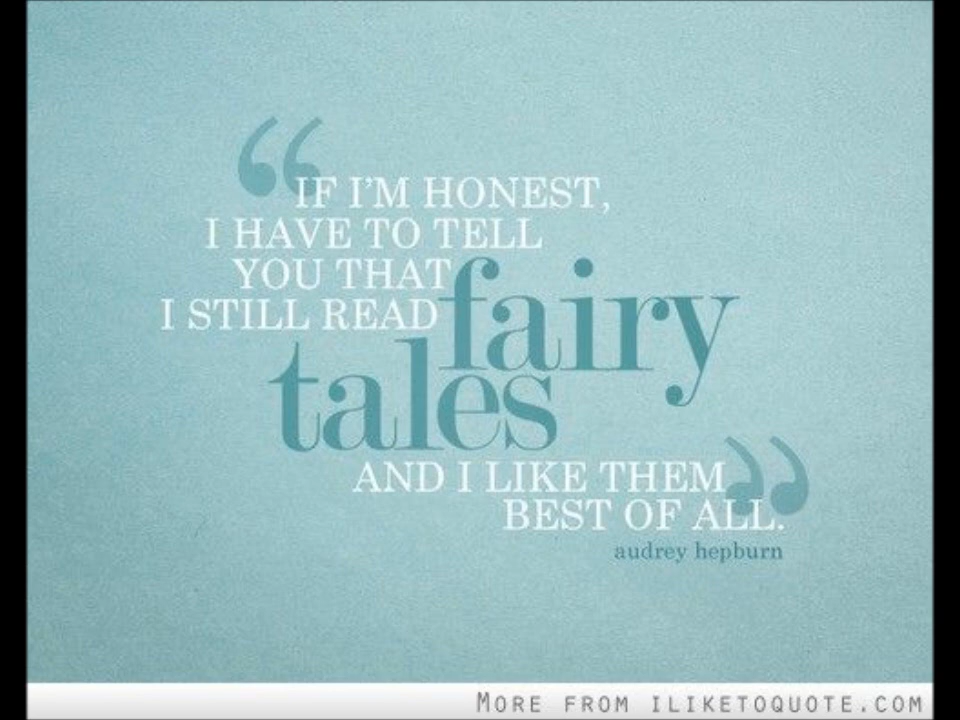 “IF I’M HONEST,
I HAVE TO TELL
YOU THAT
I STILL READ fairy
tales
AND I LIKE THEM
BEST OF ALL.”
audrey hepburn
MORE FROM ILIKETOQUOTE.COM